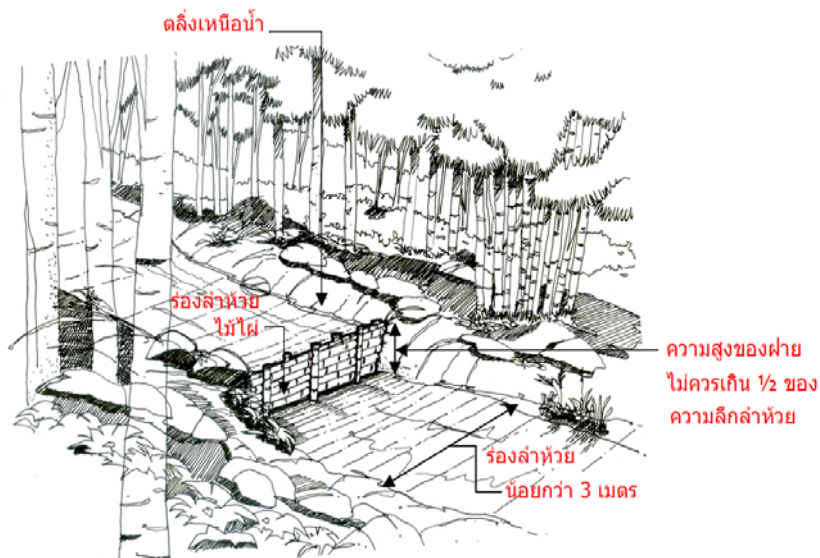 ตลิ่งเหนือน้ำ
ร่องลำห้วย
ไม้ไผ่
ความสูงของฝาย
ไม่ควรเกิน ½ ของ
ความลึกลำห้วย
ร่องลำห้วย
น้อยกว่า 3 เมตร